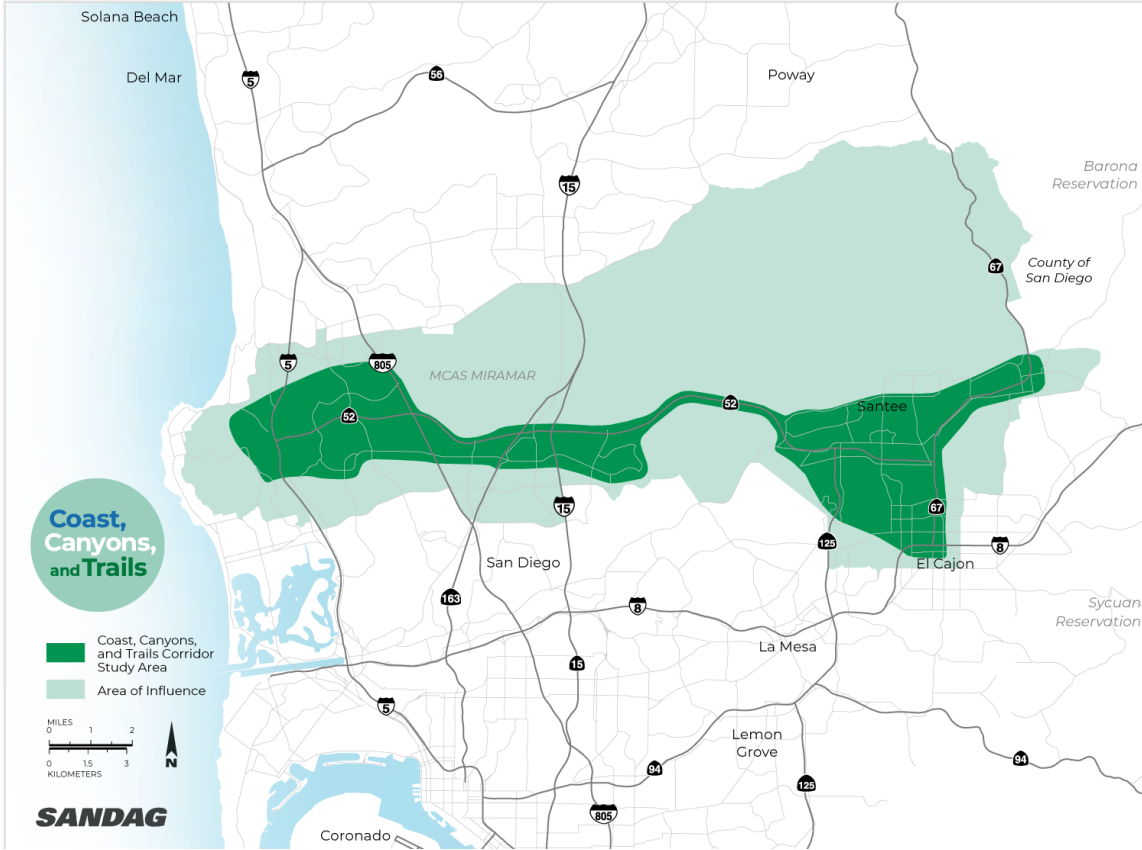 Solana Beach
Del Mar
5
56
Poway
15
Barona
Reservation
67
County of
San Diego
5
805
MCAS MIRAMAR
52
52
Santee
15
67
125
8
El Cajon
Coast,
Canyons,
and Trails
San Diego
163
8
Sycuan
Reservation
La Mesa
Coast, Canyons,
and Trails Corridor
Study Area
Area of Influence
15
5
MILES
0 1 2
0 1.5 3
KILOMETERS
N
Lemon
Grove
94
94
125
SANDAG
805
Coronado